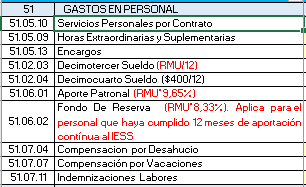 51 GASTOS EN PERSONAL
51.05.10 Servicios Personales por Contrato
51.05.09 Horas Extraordinarias y Suplementarias
51.05.13 Encargos
51.02.03 Decimotercer Sueldo (RMU/12)
51.02.04 Decimocuarto Sueldo ($400/12)
51.06.01 Aporte Patronal (RMU*9,65%)
51.06.02 Fondo De Reserva (RMU*8,33%). Aplica para el
personal que haya cumplido 12 meses de aportación
contínua al IESS
51.07.04 Compensacion por Desahucio
51.07.07 Compensación por Vacaciones
51.07.11 Indemnizaciones Labores